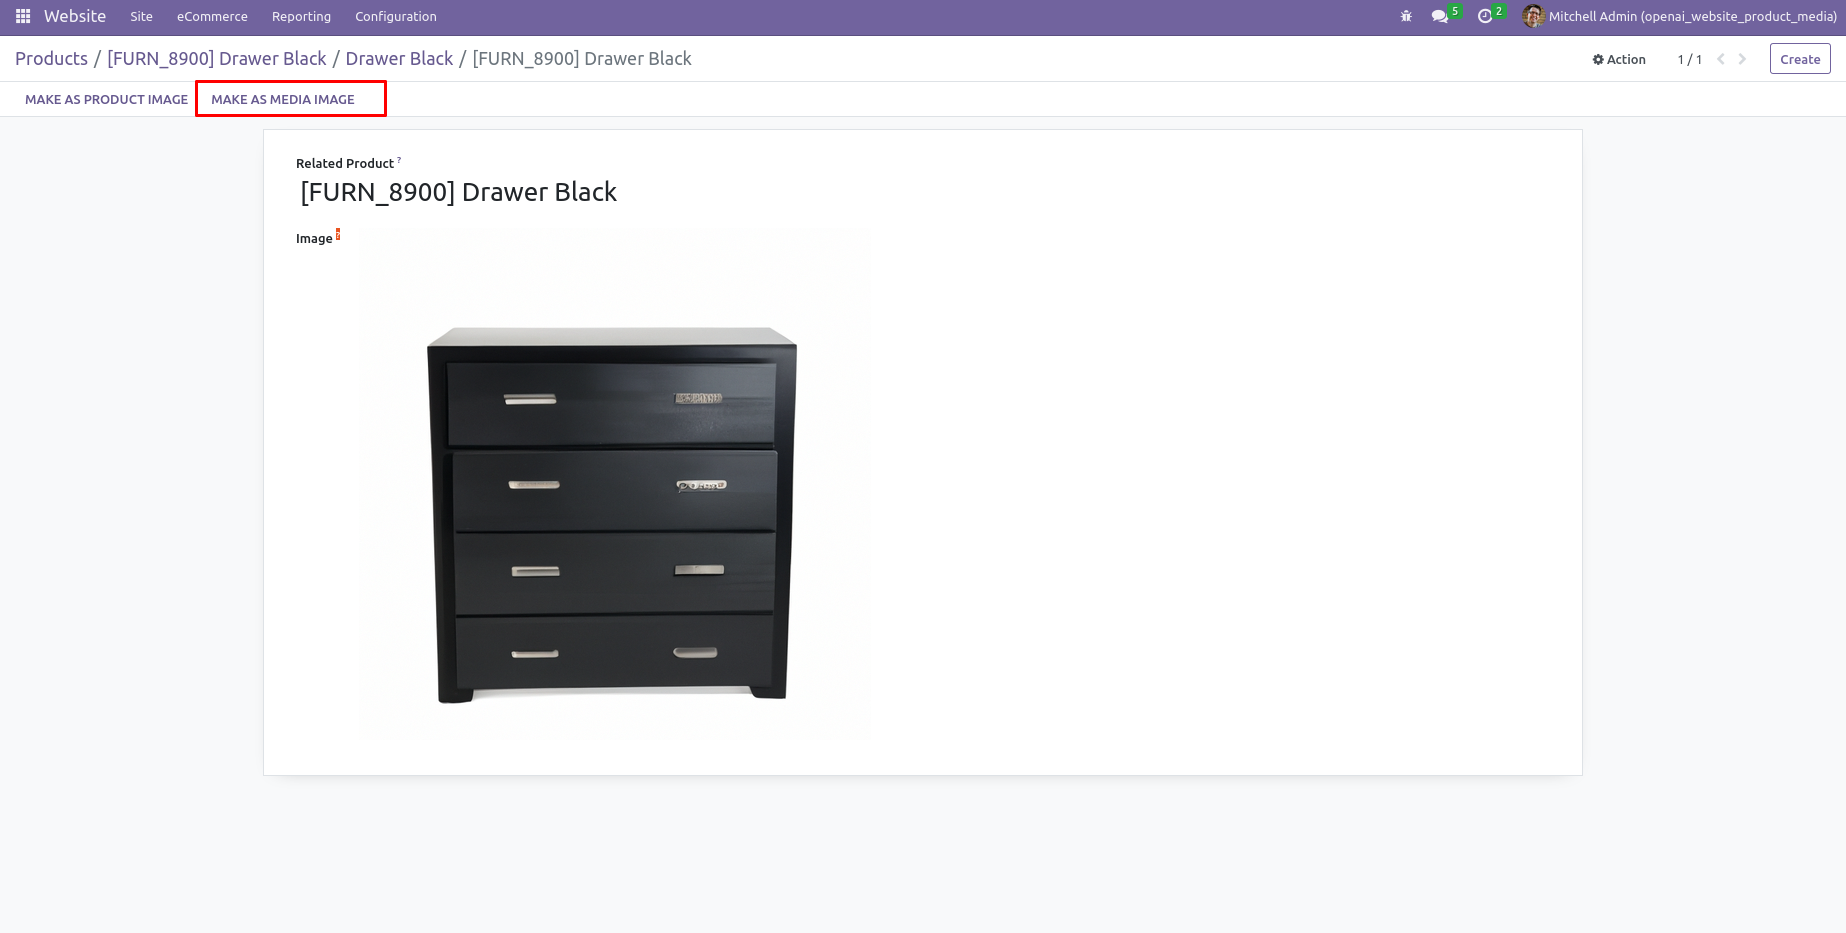 Website Site eCommerce Reporting Configuration 5 2 Mitchell Admin (openai_website_product_media)
Products / [FURN_8900] Drawer Black / Drawer Black / [FURN_8900] Drawer Black Action 1 / 1 Create
MAKE AS PRODUCT IMAGE MAKE AS MEDIA IMAGE
Related Product ?
[FURN_8900] Drawer Black
Image ?